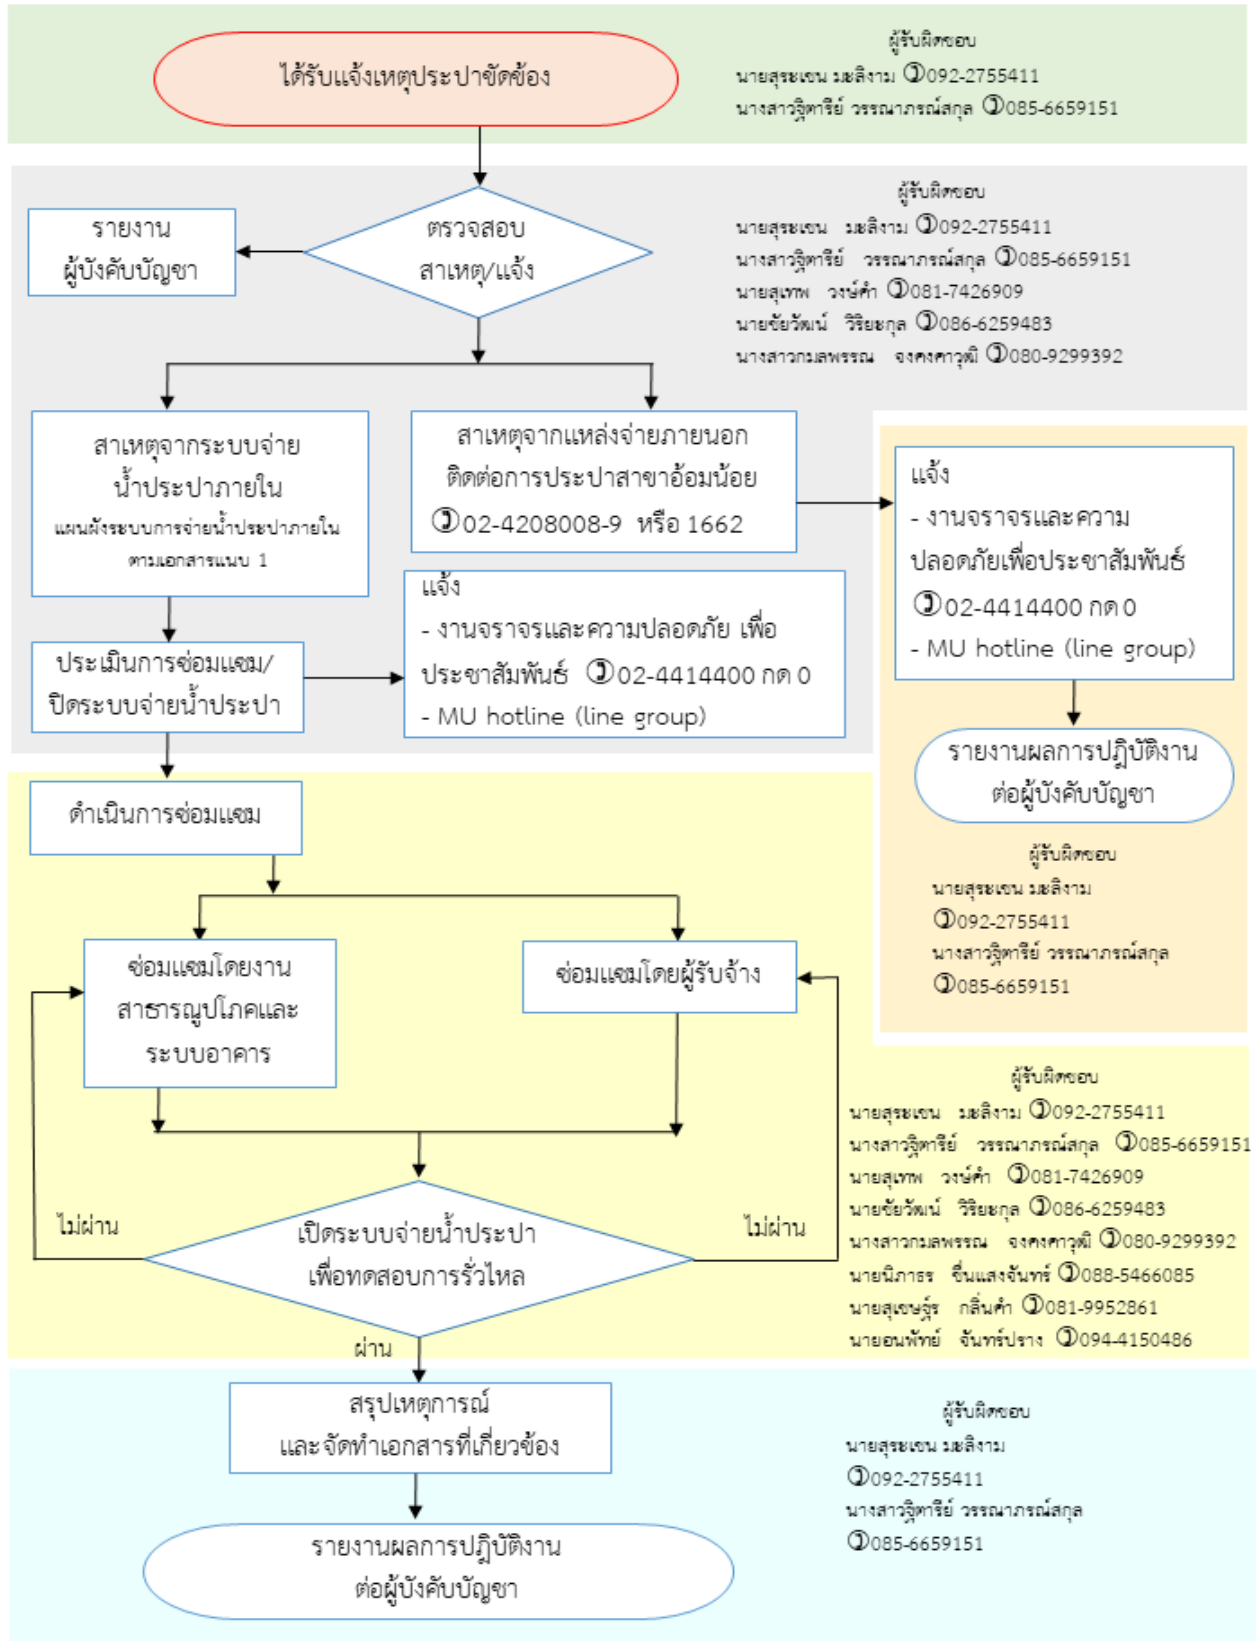 ได้รับแจ้งเหตุประปาขัดข้อง
ผู้รับผิดชอบ
นายสุระเชน มะลิงาม ✆092-2755411
นางสาวฐิตารีย์ วรรณาภรณ์สกุล ✆085-6659151
ตรวจสอบ
สาเหตุ/แจ้ง
รายงาน
ผู้บังคับบัญชา
ผู้รับผิดชอบ
นายสุระเชน มะลิงาม ✆092-2755411
นางสาวฐิตารีย์ วรรณาภรณ์สกุล ✆085-6659151
นายสุเทพ วงษ์คำ ✆081-7426909
นายชัยวัฒน์ วิริยะกุล ✆086-6259483
นางสาวกมลพรรณ จงคงคาวุฒิ ✆080-9299392
สาเหตุจากระบบจ่าย
น้ำประปาภายใน
แผนผังระบบการจ่ายน้ำประปาภายใน
ตามเอกสารแนบ 1
สาเหตุจากแหล่งจ่ายภายนอก
ติดต่อการประปาสาขาอ้อมน้อย
✆02-4208008-9 หรือ 1662
แจ้ง
- งานจราจรและความ
ปลอดภัยเพื่อประชาสัมพันธ์
✆02-4414400 กด 0
- MU hotline (line group)
แจ้ง
- งานจราจรและความปลอดภัย เพื่อ
ประชาสัมพันธ์ ✆02-4414400 กด 0
- MU hotline (line group)
ประเมินการซ่อมแซม/
ปิดระบบจ่ายน้ำประปา
รายงานผลการปฏิบัติงาน
ต่อผู้บังคับบัญชา
ผู้รับผิดชอบ
นายสุระเชน มะลิงาม
✆092-2755411
นางสาวฐิตารีย์ วรรณาภรณ์สกุล
✆085-6659151
ดำเนินการซ่อมแซม
ซ่อมแซมโดยงาน
สาธารณูปโภคและ
ระบบอาคาร
ซ่อมแซมโดยผู้รับจ้าง
ผู้รับผิดชอบ
นายสุระเชน มะลิงาม ✆092-2755411
นางสาวฐิตารีย์ วรรณาภรณ์สกุล ✆085-6659151
นายสุเทพ วงษ์คำ ✆081-7426909
นายชัยวัฒน์ วิริยะกุล ✆086-6259483
นางสาวกมลพรรณ จงคงคาวุฒิ ✆080-9299392
นายนิภาธร ชื่นแสงจันทร์ ✆088-5466085
นายสุเชษฐ์ร กลิ่นคำ ✆081-9952861
นายอนพัทย์ จันทร์ปราง ✆094-4150486
ไม่ผ่าน
เปิดระบบจ่ายน้ำประปา
เพื่อทดสอบการรั่วไหล
ไม่ผ่าน
ผ่าน
สรุปเหตุการณ์
และจัดทำเอกสารที่เกี่ยวข้อง
ผู้รับผิดชอบ
นายสุระเชน มะลิงาม
✆092-2755411
นางสาวฐิตารีย์ วรรณาภรณ์สกุล
✆085-6659151
รายงานผลการปฏิบัติงาน
ต่อผู้บังคับบัญชา